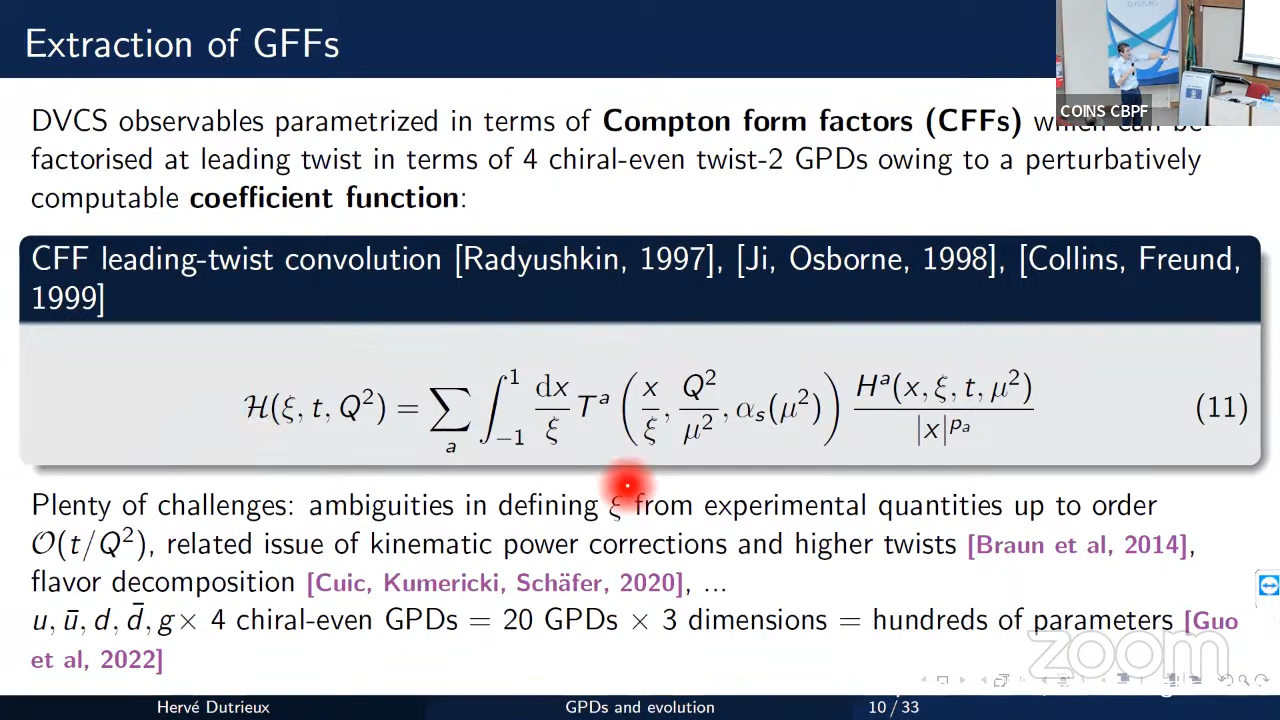 Extraction of GFFs
O FUTURO
COINS CBPF
DVCS observables parametrized in terms of Compton form factors (CFFs) which can be
factorised at leading twist in terms of 4 chiral-even twist-2 GPDs owing to a perturbatively
computable coefficient function:
CFF leading-twist convolution [Radyushkin, 1997], [Ji, Osborne, 1998], [Collins, Freund,
1999]
ℋ(ξ, t, Q²) = ∑_a ∫_{-1}^{1} dx/ξ T^a (x/ξ, Q²/μ², α_s(μ²)) H^a(x, ξ, t, μ²)/|x|^{p_a} (11)
Plenty of challenges: ambiguities in defining ξ from experimental quantities up to order
𝒪(t/Q²), related issue of kinematic power corrections and higher twists [Braun et al, 2014],
flavor decomposition [Cuic, Kumericki, Schäfer, 2020], ...
u, ū, d, d̄, g× 4 chiral-even GPDs = 20 GPDs × 3 dimensions = hundreds of parameters [Guo
et al, 2022]
zoom
Hervé Dutrieux GPDs and evolution 10 / 33